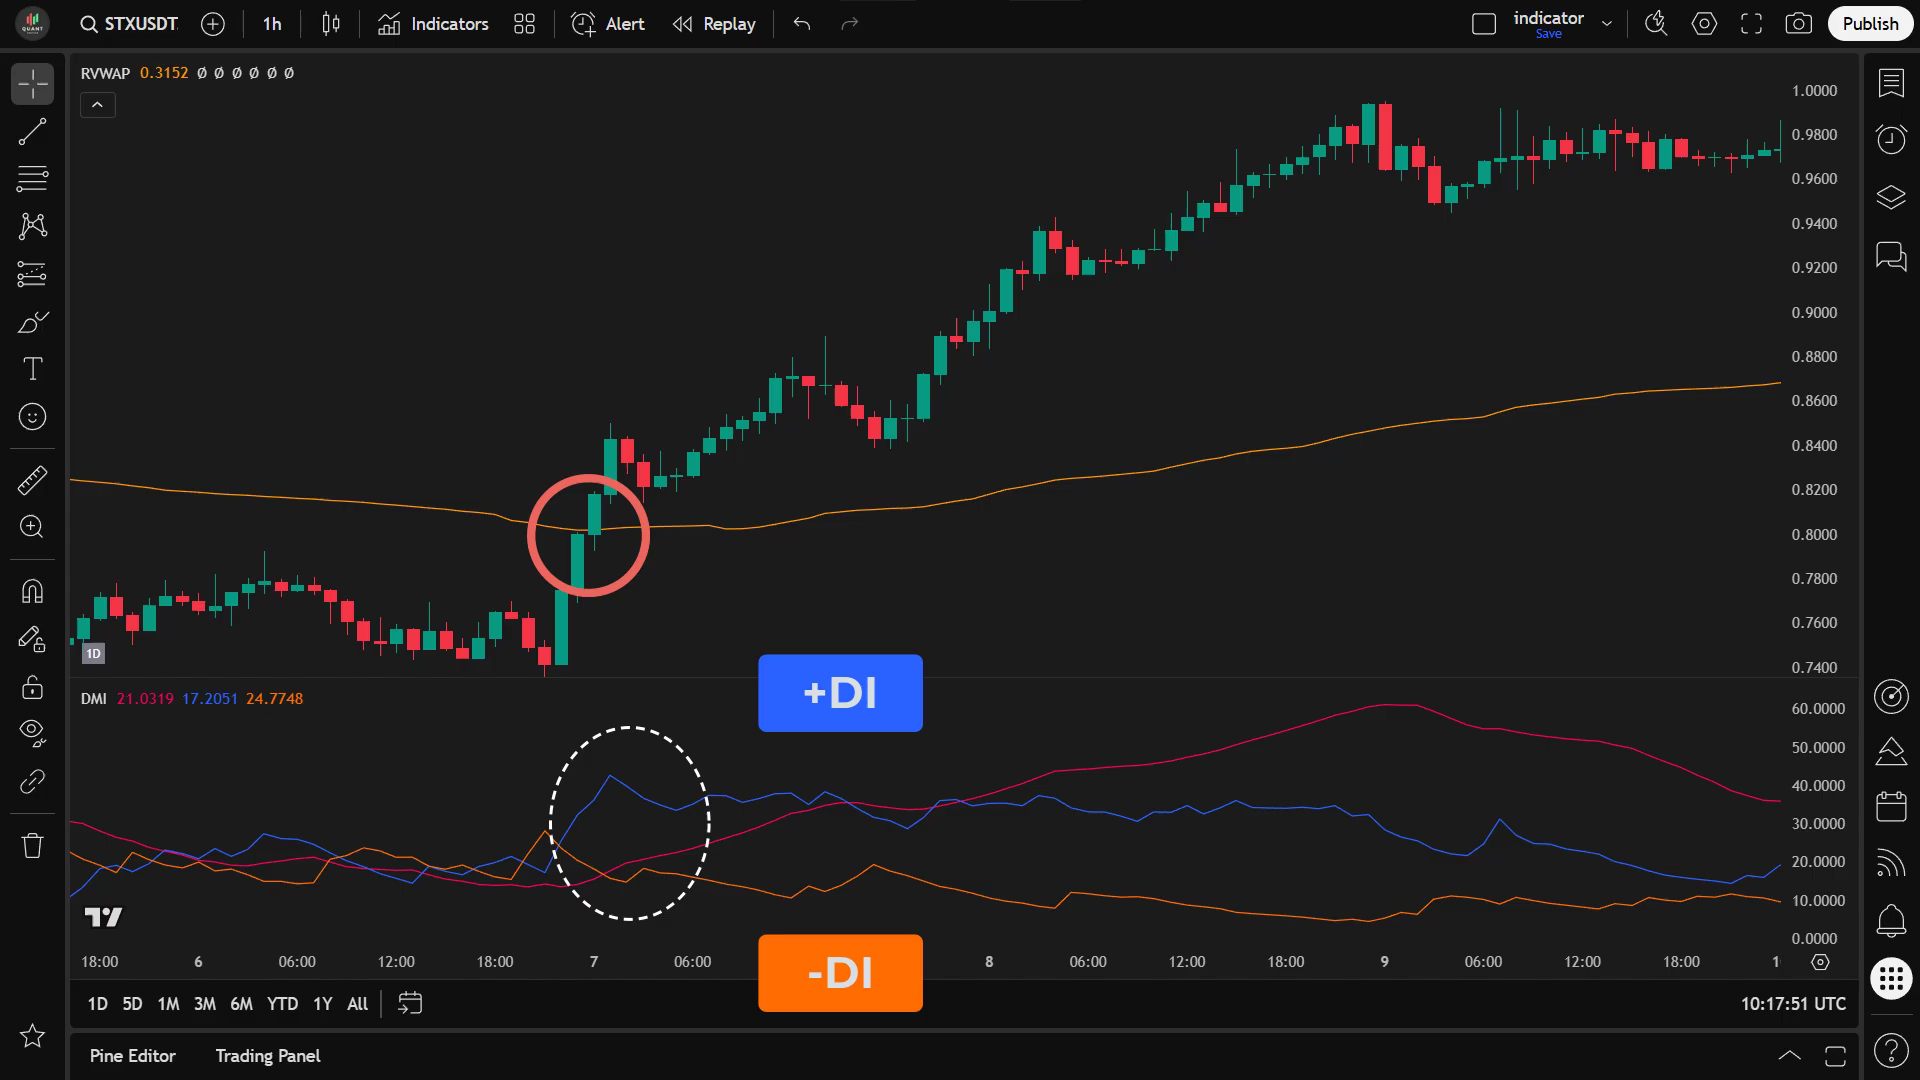 QUANT
STXUSDT
1h
Indicators
Alert
Replay
indicator
Save
Publish
RVWAP 0.3152 Ø Ø Ø Ø Ø Ø
1.0000
0.9800
0.9600
0.9400
0.9200
0.9000
0.8800
0.8600
0.8400
0.8200
0.8000
0.7800
0.7600
0.7400
1D
DMI 21.0319 17.2051 24.7748
+DI
60.0000
50.0000
40.0000
30.0000
20.0000
10.0000
0.0000
-DI
18:00 6 06:00 12:00 18:00 7 06:00 8 06:00 12:00 18:00 9 06:00 12:00 18:00 1
1D 5D 1M 3M 6M YTD 1Y All
10:17:51 UTC
Pine Editor Trading Panel